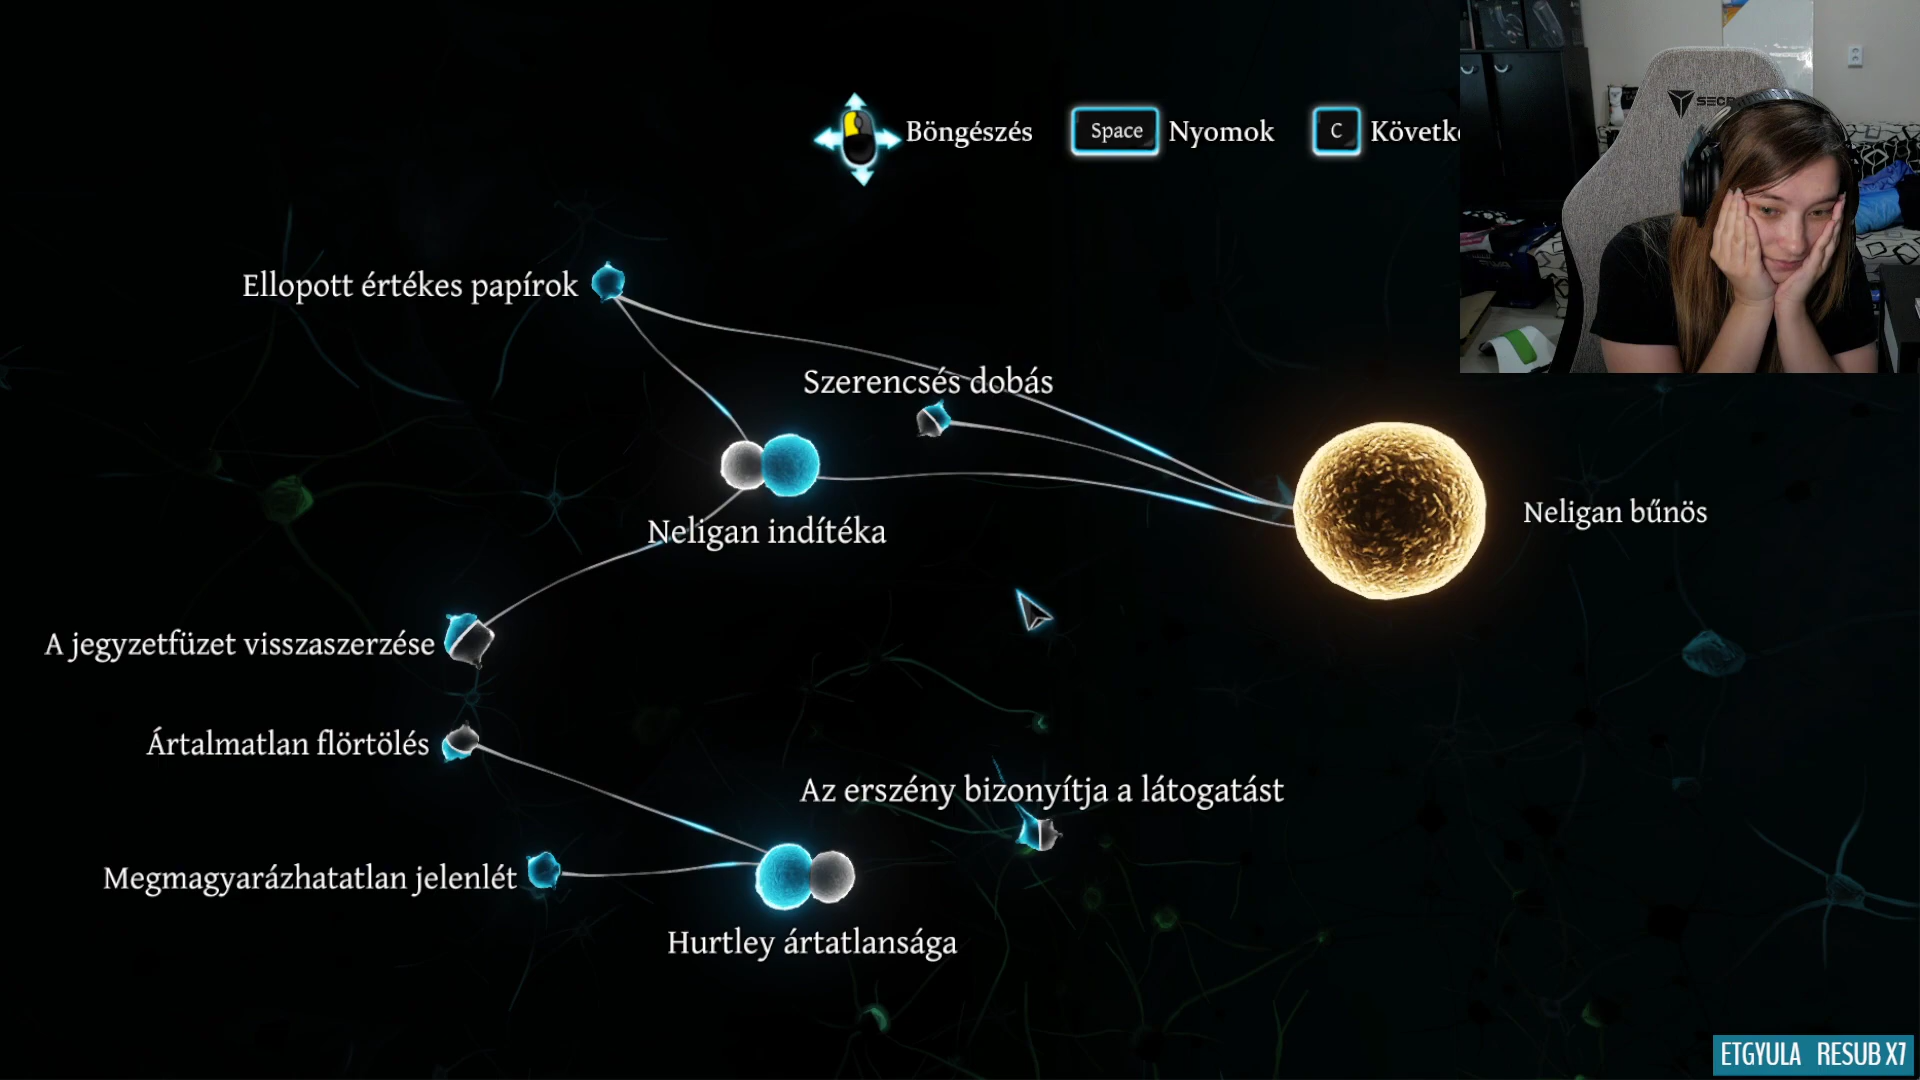 Böngészés
Space
Nyomok
C
Ellopott értékes papírok
Szerencsés dobás
Neligan bűnös
Neligan indítéka
A jegyzetfüzet visszaszerzése
Ártalmatlan flörtölés
Az erszény bizonyítja a látogatást
Megmagyarázhatatlan jelenlét
Hurtley ártatlansága
ETGYULA RESUB X7